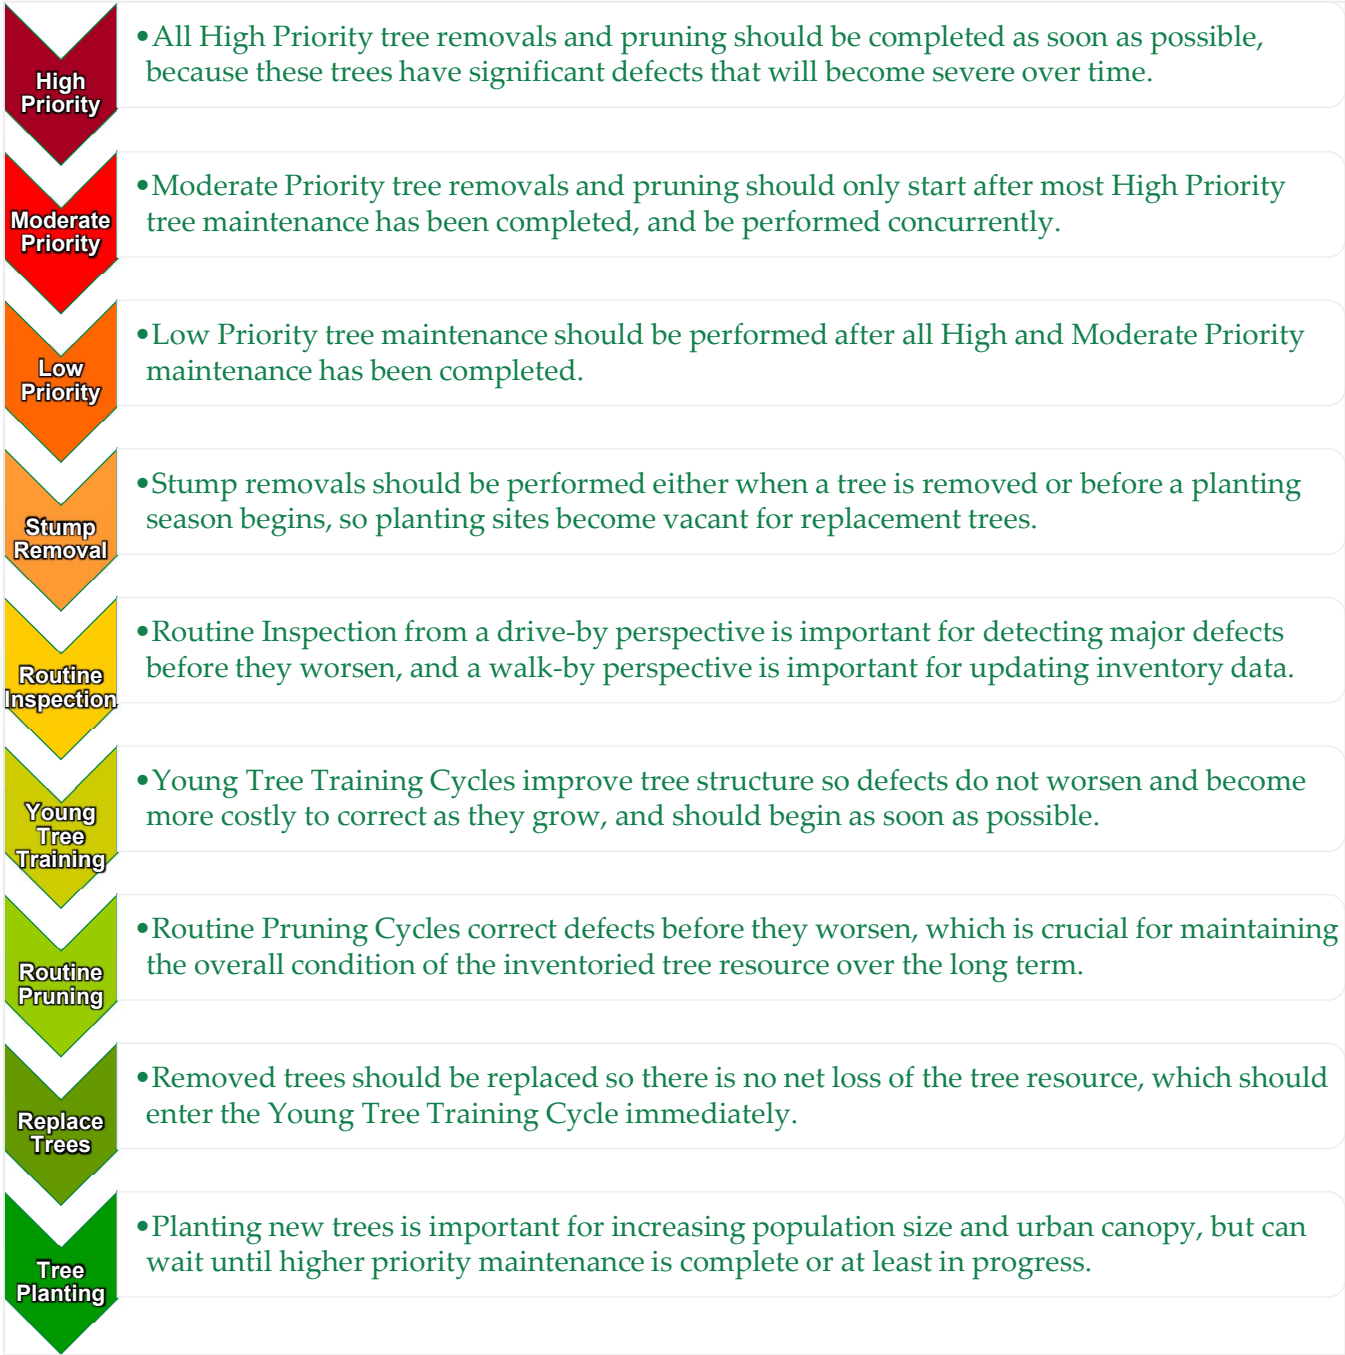 High
Priority
•All High Priority tree removals and pruning should be completed as soon as possible,
because these trees have significant defects that will become severe over time.
Moderate
Priority
•Moderate Priority tree removals and pruning should only start after most High Priority
tree maintenance has been completed, and be performed concurrently.
Low
Priority
•Low Priority tree maintenance should be performed after all High and Moderate Priority
maintenance has been completed.
Stump
Removal
•Stump removals should be performed either when a tree is removed or before a planting
season begins, so planting sites become vacant for replacement trees.
Routine
Inspection
•Routine Inspection from a drive-by perspective is important for detecting major defects
before they worsen, and a walk-by perspective is important for updating inventory data.
Young
Tree
Training
•Young Tree Training Cycles improve tree structure so defects do not worsen and become
more costly to correct as they grow, and should begin as soon as possible.
Routine
Pruning
•Routine Pruning Cycles correct defects before they worsen, which is crucial for maintaining
the overall condition of the inventoried tree resource over the long term.
Replace
Trees
•Removed trees should be replaced so there is no net loss of the tree resource, which should
enter the Young Tree Training Cycle immediately.
Tree
Planting
•Planting new trees is important for increasing population size and urban canopy, but can
wait until higher priority maintenance is complete or at least in progress.